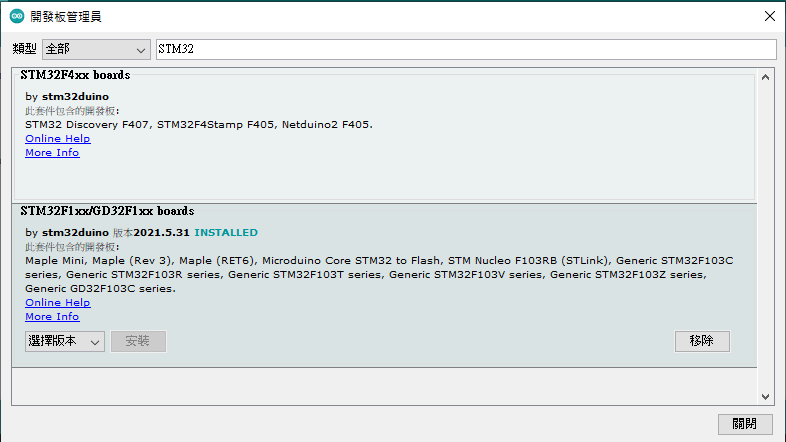 開發板管理員
類型 全部 STM32
STM32F4xx boards
by stm32duino
此套件包含的開發板:
STM32 Discovery F407, STM32F4Stamp F405, Netduino2 F405.
Online Help
More Info
STM32F1xx/GD32F1xx boards
by stm32duino 版本2021.5.31 INSTALLED
此套件包含的開發板:
Maple Mini, Maple (Rev 3), Maple (RET6), Microduino Core STM32 to Flash, STM Nucleo F103RB (STLink), Generic STM32F103C
series, Generic STM32F103R series, Generic STM32F103T series, Generic STM32F103V series, Generic STM32F103Z series,
Generic GD32F103C series.
Online Help
More Info
選擇版本 安裝 移除
關閉